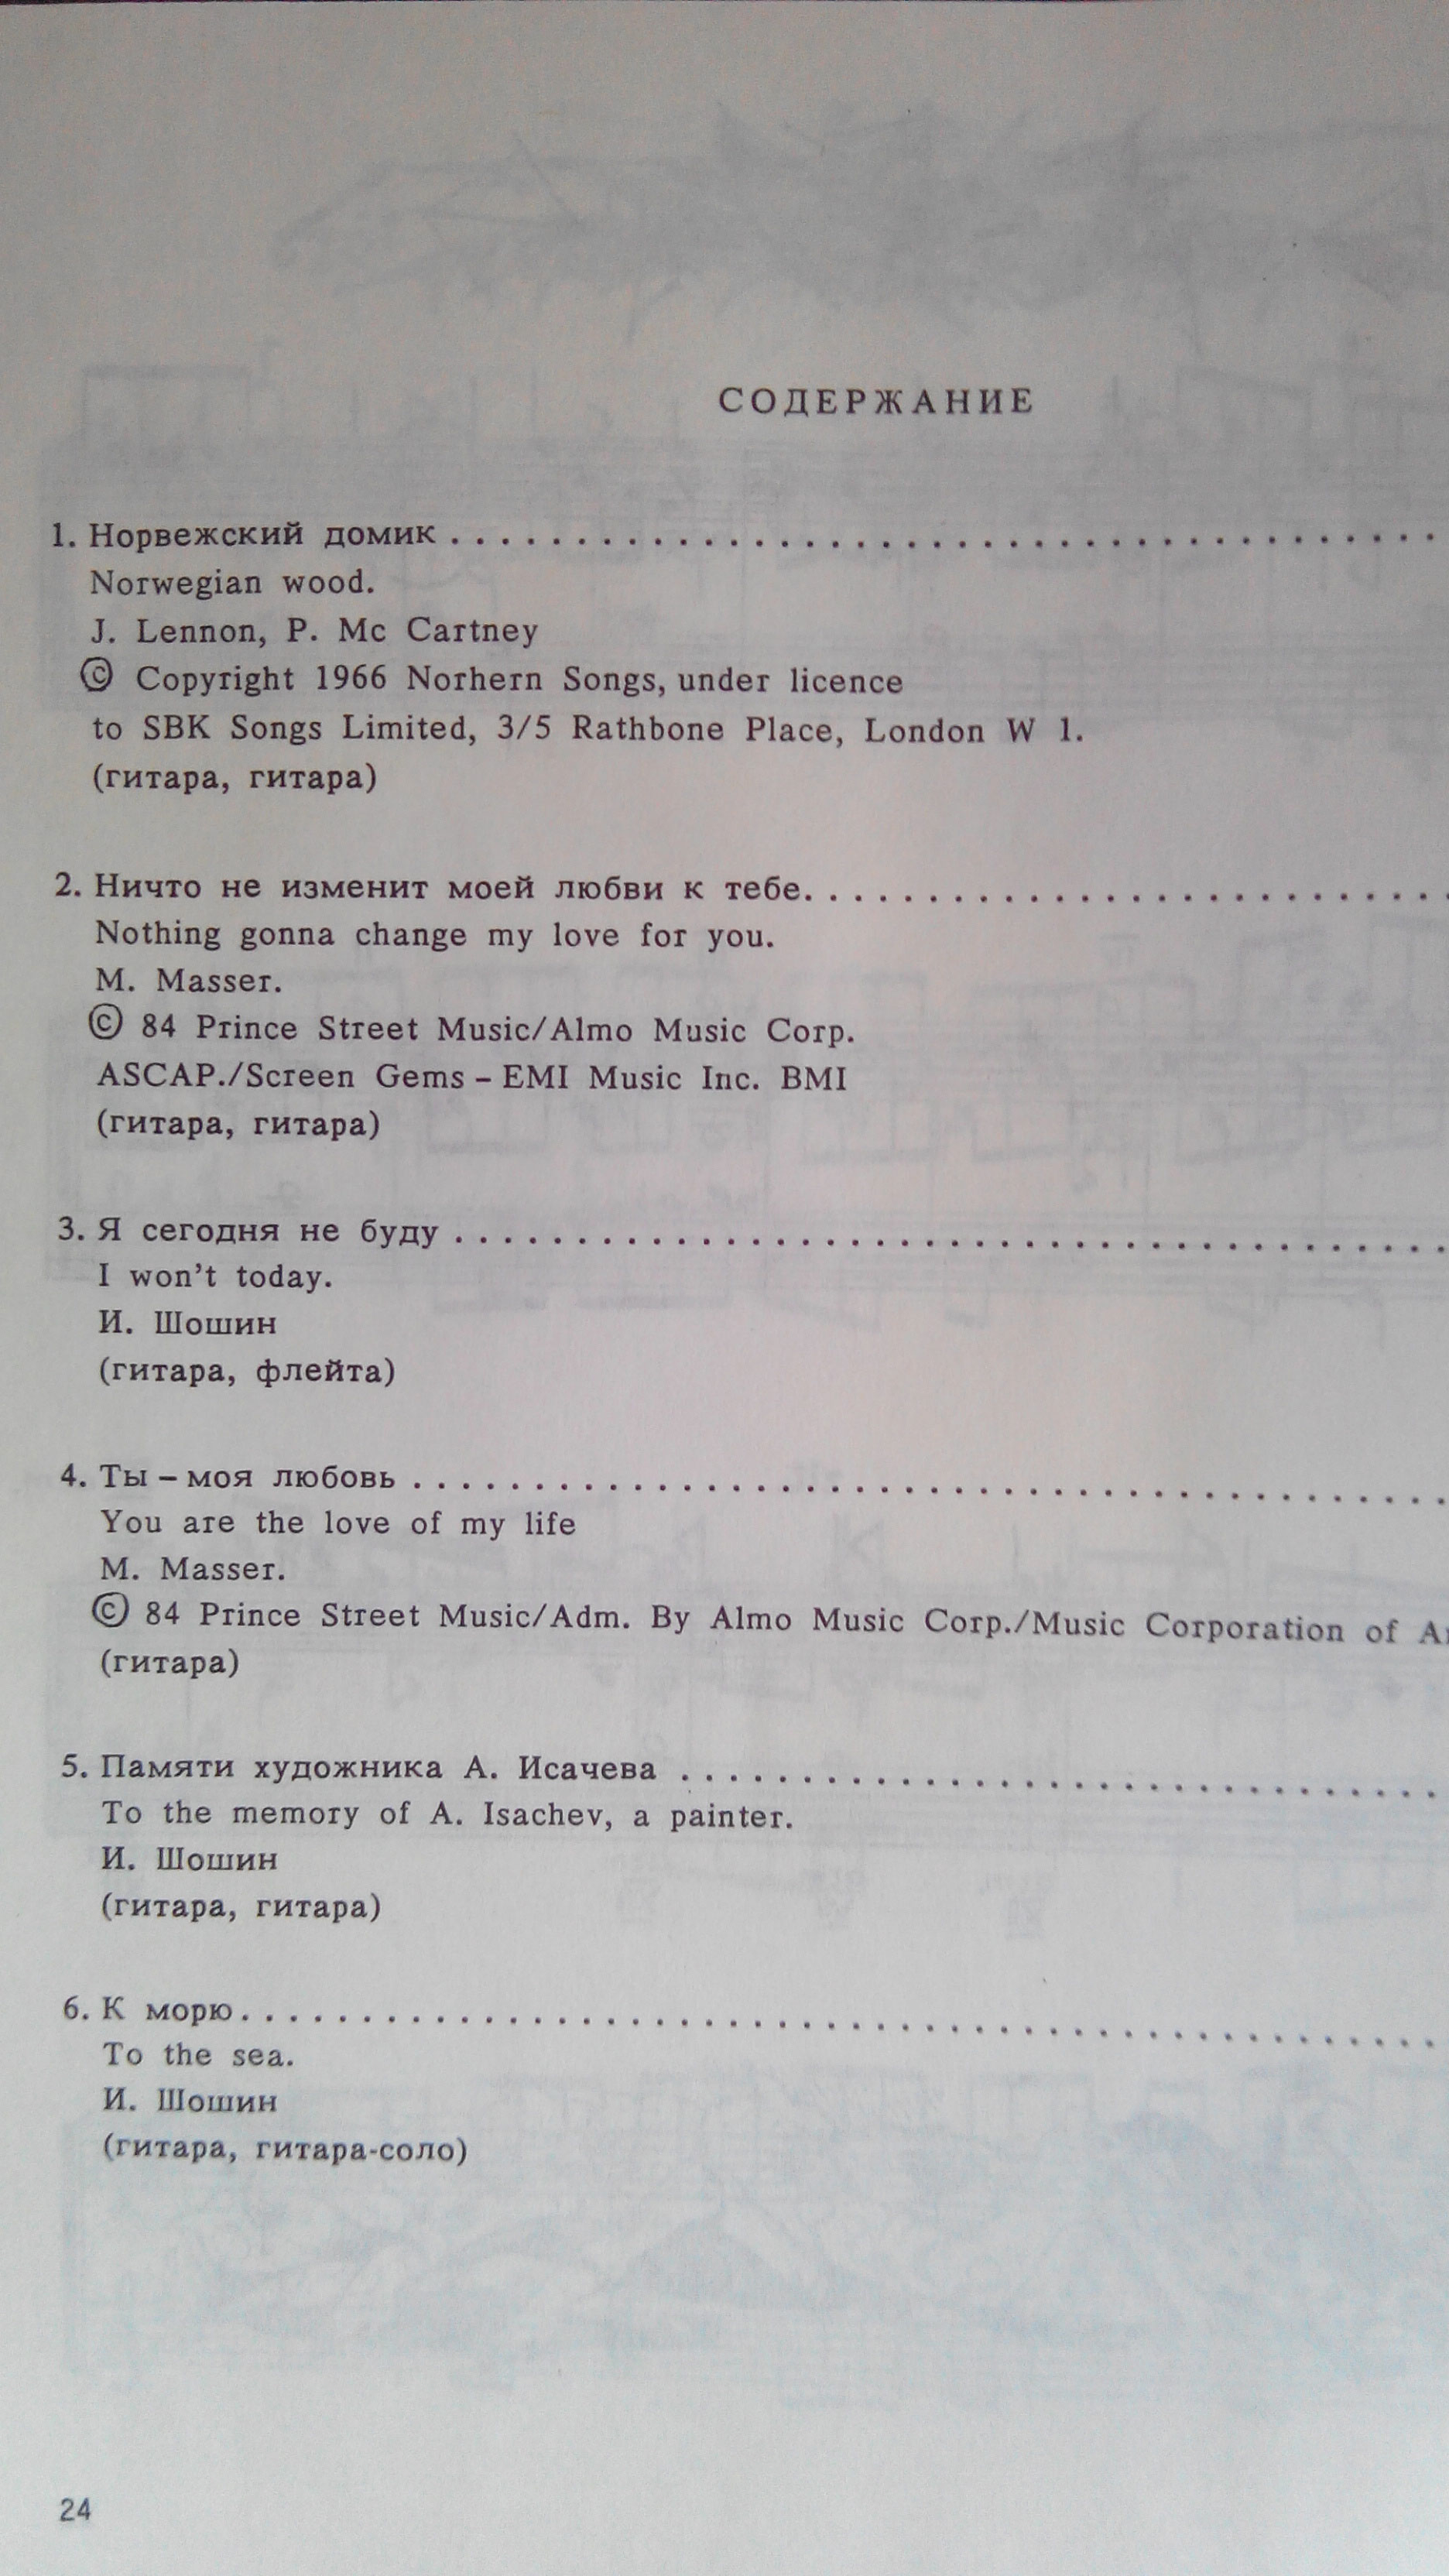 СОДЕРЖАНИЕ
1. Норвежский домик . . . . . . . . . . . . . . . . . . . . . . . . . . . . . . . . . . . . . . . .
Norwegian wood.
J. Lennon, P. Mc Cartney
© Copyright 1966 Norhern Songs, under licence
to SBK Songs Limited, 3/5 Rathbone Place, London W 1.
(гитара, гитара)
2. Ничто не изменит моей любви к тебе. . . . . . . . . . . . . . . . . . . . . . . . . . .
Nothing gonna change my love for you.
M. Masser.
© 84 Prince Street Music/Almo Music Corp.
ASCAP./Screen Gems – EMI Music Inc. BMI
(гитара, гитара)
3. Я сегодня не буду . . . . . . . . . . . . . . . . . . . . . . . . . . . . . . . . . . . . . . . .
I won't today.
И. Шошин
(гитара, флейта)
4. Ты – моя любовь . . . . . . . . . . . . . . . . . . . . . . . . . . . . . . . . . . . . . . . . . .
You are the love of my life
M. Masser.
© 84 Prince Street Music/Adm. By Almo Music Corp./Music Corporation of
(гитара)
5. Памяти художника А. Исачева . . . . . . . . . . . . . . . . . . . . . . . . . . . . . . .
To the memory of A. Isachev, a painter.
И. Шошин
(гитара, гитара)
6. К морю. . . . . . . . . . . . . . . . . . . . . . . . . . . . . . . . . . . . . . . . . . . . . . . . . .
To the sea.
И. Шошин
(гитара, гитара-соло)
24